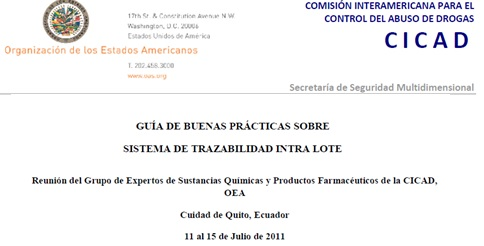 17th St. & Constitution Avenue N.W.
Washington, D.C. 20006
Estados Unidos de América
Organización de los Estados Americanos
T. 202.458.3000
www.oas.org
COMISIÓN INTERAMERICANA PARA EL
CONTROL DEL ABUSO DE DROGAS
CICAD
Secretaría de Seguridad Multidimensional
GUÍA DE BUENAS PRÁCTICAS SOBRE
SISTEMA DE TRAZABILIDAD INTRA LOTE
Reunión del Grupo de Expertos de Sustancias Químicas y Productos Farmacéuticos de la CICAD,
OEA
Cuidad de Quito, Ecuador
11 al 15 de Julio de 2011